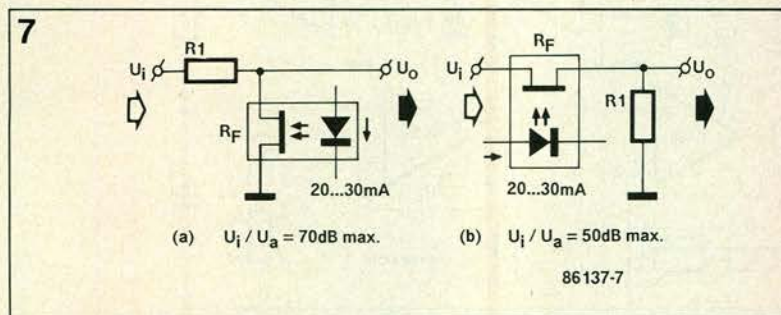 7
R1
Ui
Uo
RF
20...30mA
(a) Ui / Ua = 70dB max.
RF
Ui
Uo
R1
20...30mA
(b) Ui / Ua = 50dB max.
86137-7